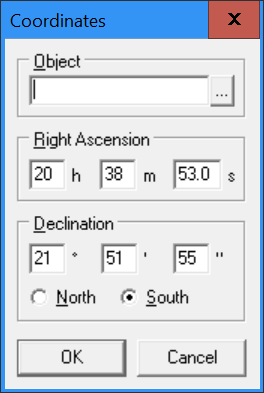 Coordinates X
Object
...
Right Ascension
20 h 38 m 53.0 s
Declination
21 ° 51 ' 55 "
North South
OK Cancel